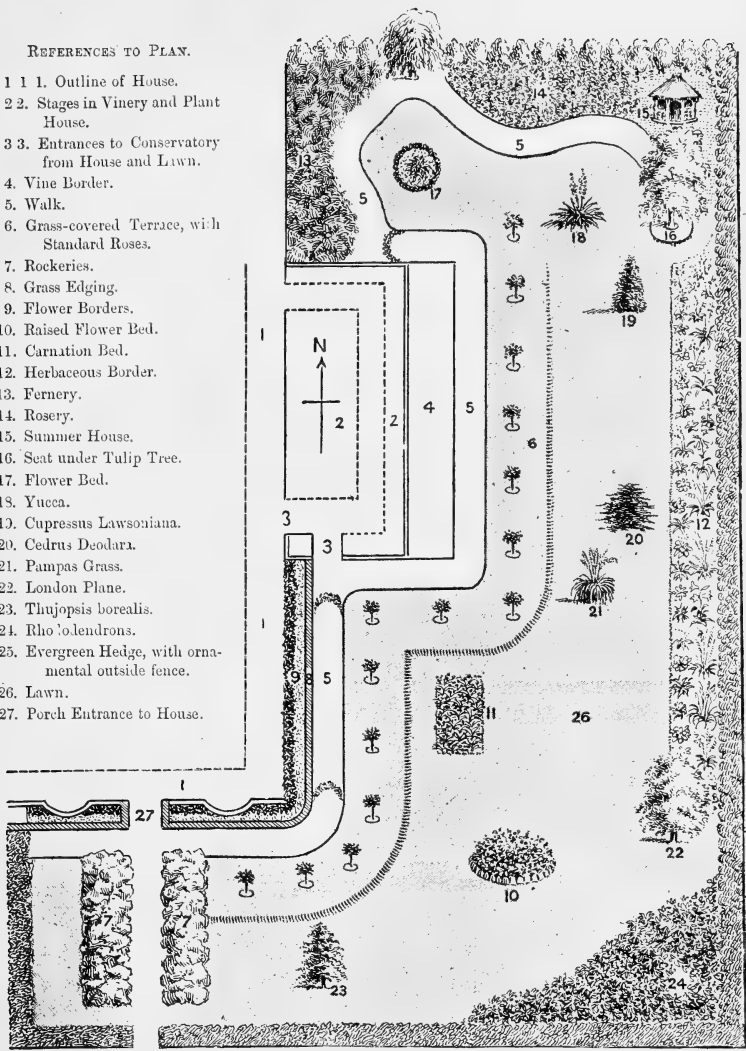 REFERENCES TO PLAN.
1 1 1. Outline of House.
2 2. Stages in Vinery and Plant
House.
3 3. Entrances to Conservatory
from House and Lawn.
4. Vine Border.
5. Walk.
6. Grass-covered Terrace, with
Standard Roses.
7. Rockeries.
8. Grass Edging.
9. Flower Borders.
10. Raised Flower Bed.
11. Carnation Bed.
12. Herbaceous Border.
13. Fernery.
14. Rosery.
15. Summer House.
16. Seat under Tulip Tree.
17. Flower Bed.
18. Yucca.
19. Cupressus Lawsoniana.
20. Cedrus Deodara.
21. Pampas Grass.
22. London Plane.
23. Thujopsis borealis.
24. Rhododendrons.
25. Evergreen Hedge, with orna-
mental outside fence.
26. Lawn.
27. Porch Entrance to House.
14
15
5
13
17
5
18
16
19
1
N
2
2
4
5
6
12
20
3
3
21
1
9
8
5
11
26
1
27
22
10
7
7
23
24